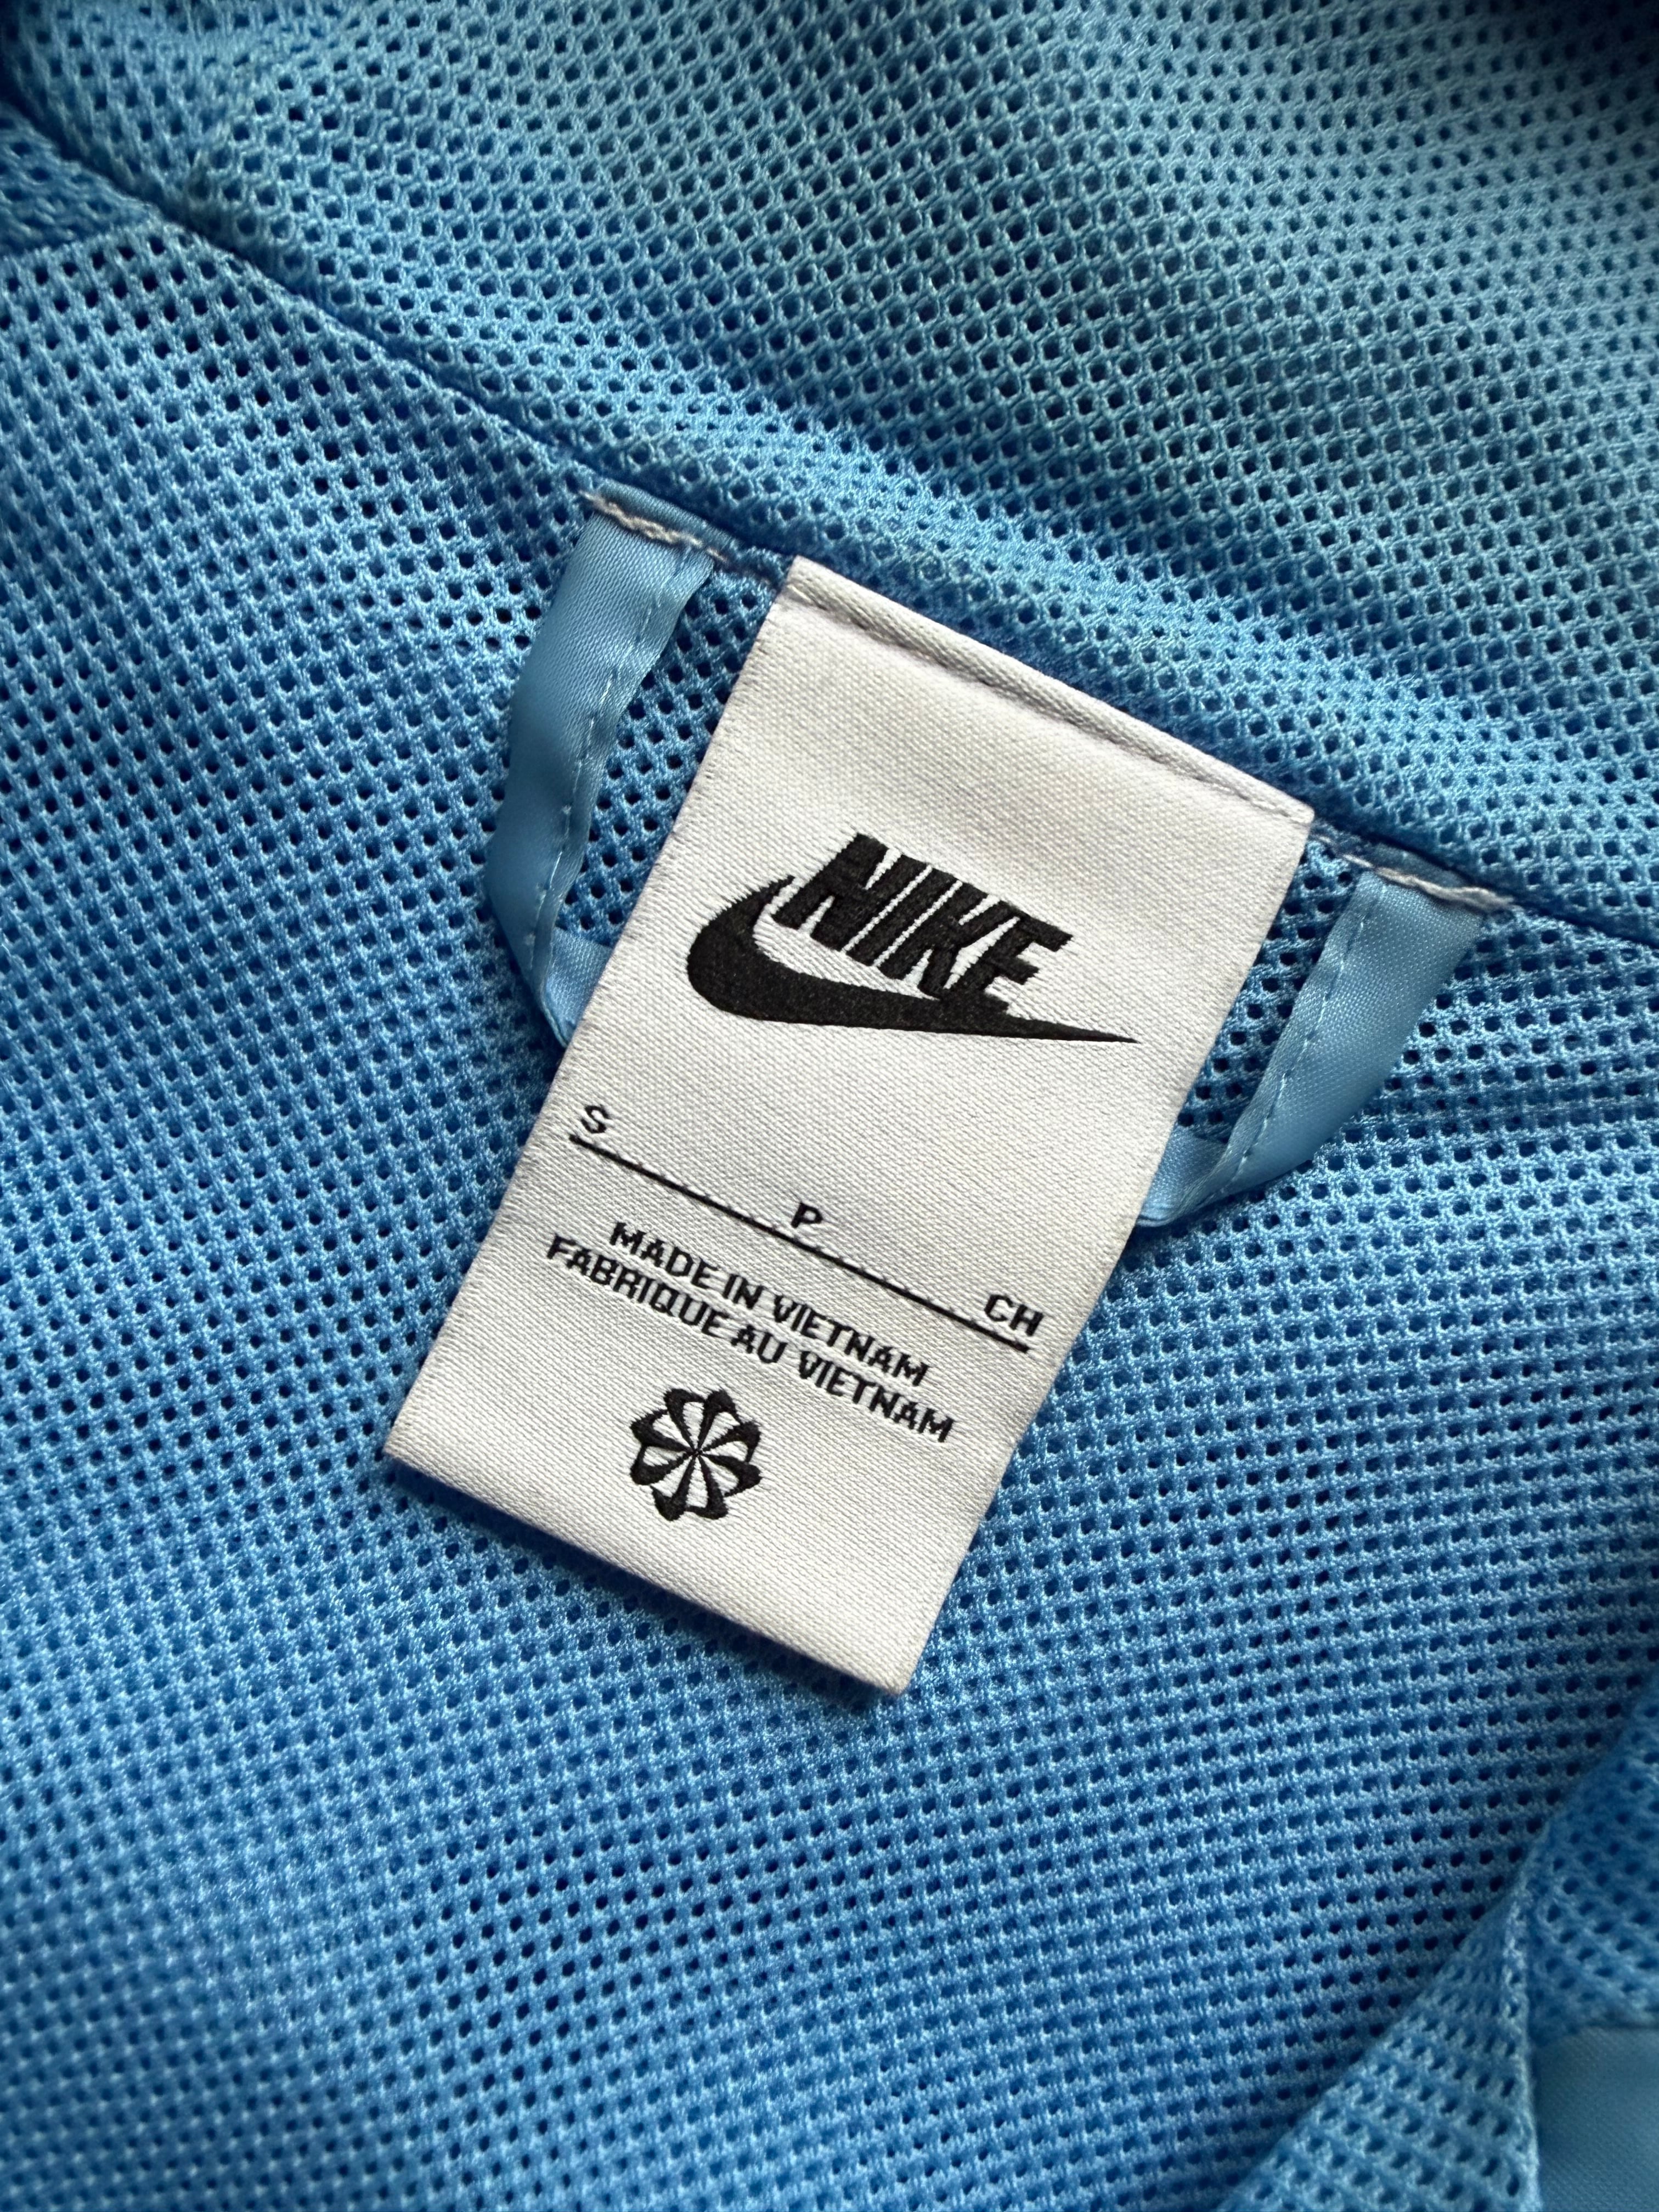 NIKE
S P CH
MADE IN VIETNAM
FABRIQUE AU VIETNAM